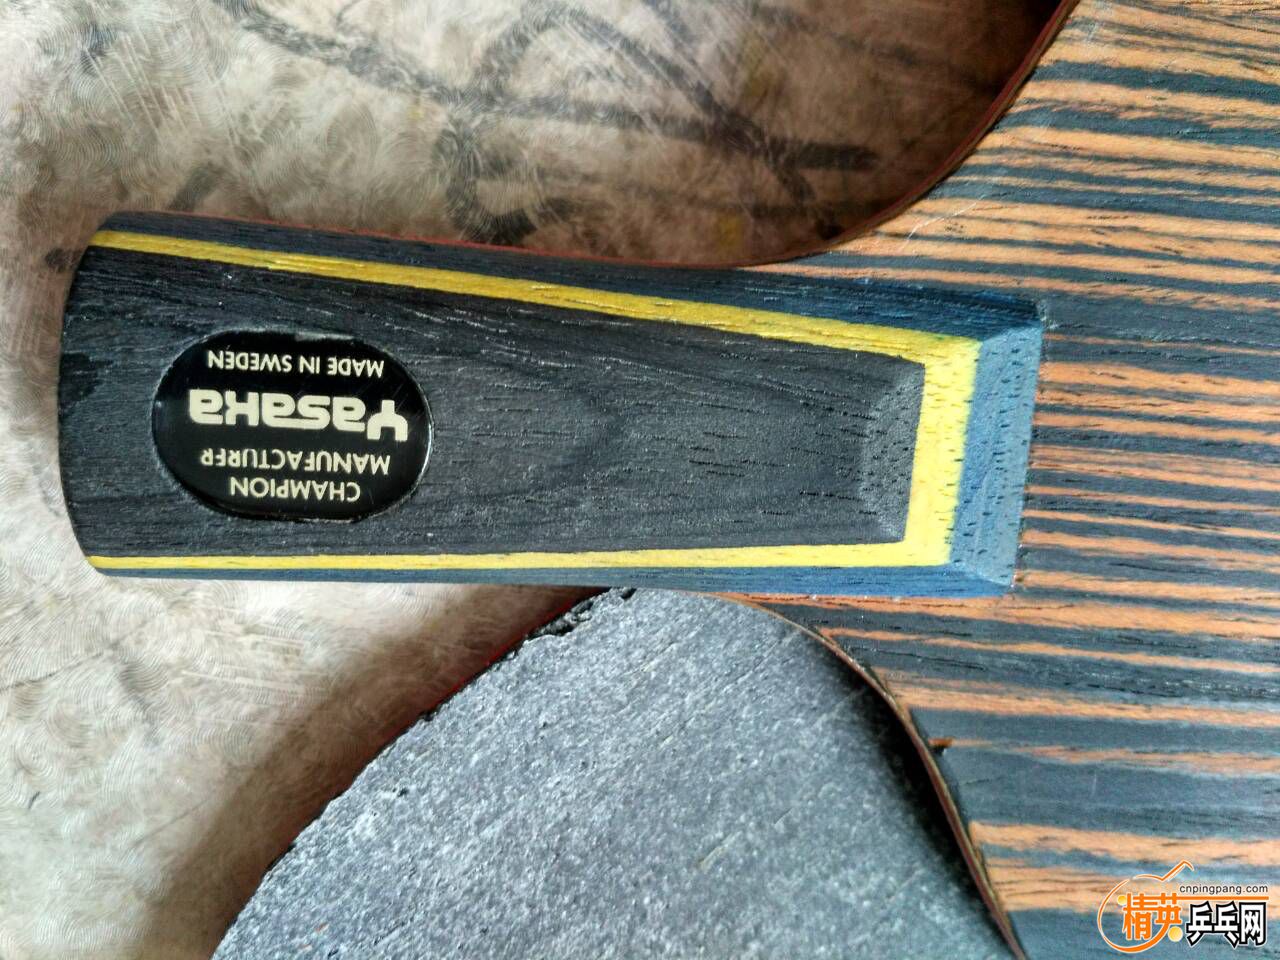 CHAMPION
MANUFACTURER
Yasaka
MADE IN SWEDEN
cnpingpang.com
精英乒乓网